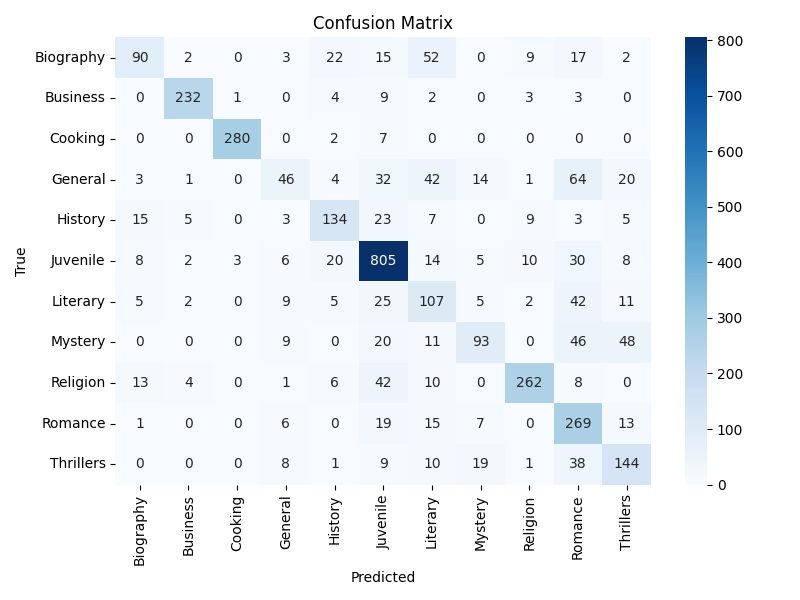 Confusion Matrix
Biography 90 2 0 3 22 15 52 0 9 17 2
Business 0 232 1 0 4 9 2 0 3 3 0
Cooking 0 0 280 0 2 7 0 0 0 0 0
General 3 1 0 46 4 32 42 14 1 64 20
History 15 5 0 3 134 23 7 0 9 3 5
Juvenile 8 2 3 6 20 805 14 5 10 30 8
Literary 5 2 0 9 5 25 107 5 2 42 11
Mystery 0 0 0 9 0 20 11 93 0 46 48
Religion 13 4 0 1 6 42 10 0 262 8 0
Romance 1 0 0 6 0 19 15 7 0 269 13
Thrillers 0 0 0 8 1 9 10 19 1 38 144
True
Biography Business Cooking General History Juvenile Literary Mystery Religion Romance Thrillers
Predicted
800
700
600
500
400
300
200
100
0